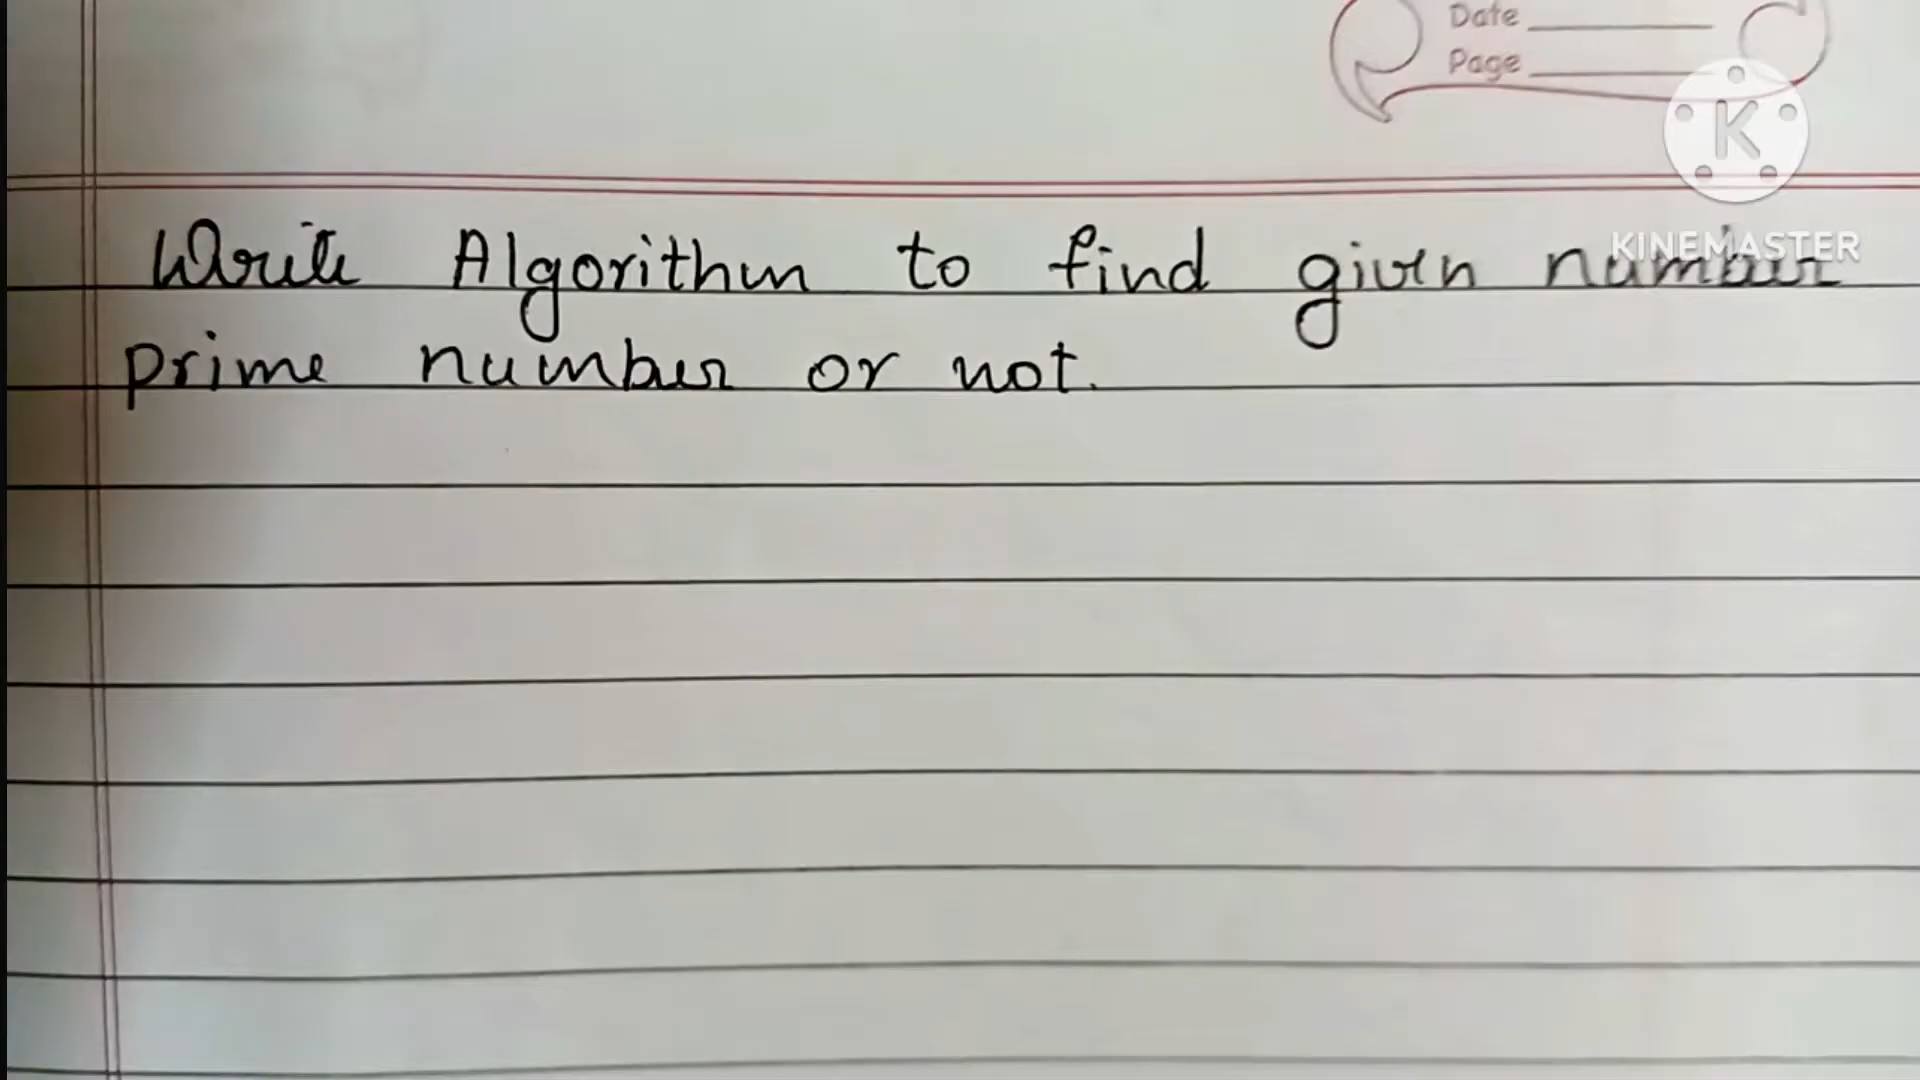 Date
Page
K
KINEMASTER
Write Algorithm to find given number
prime number or not.